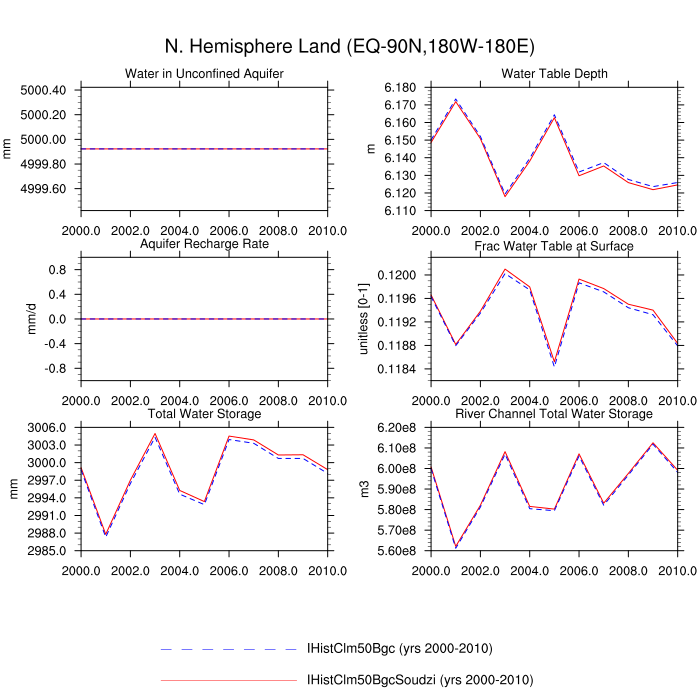 N. Hemisphere Land (EQ-90N,180W-180E)
Water in Unconfined Aquifer
5000.40
5000.20
5000.00
4999.80
4999.60
mm
2000.0 2002.0 2004.0 2006.0 2008.0 2010.0
Water Table Depth
6.180
6.170
6.160
6.150
6.140
6.130
6.120
6.110
m
2000.0 2002.0 2004.0 2006.0 2008.0 2010.0
Aquifer Recharge Rate
0.8
0.4
0.0
-0.4
-0.8
mm/d
2000.0 2002.0 2004.0 2006.0 2008.0 2010.0
Frac Water Table at Surface
0.1200
0.1196
0.1192
0.1188
0.1184
unitless [0-1]
2000.0 2002.0 2004.0 2006.0 2008.0 2010.0
Total Water Storage
3006.0
3003.0
3000.0
2997.0
2994.0
2991.0
2988.0
2985.0
mm
2000.0 2002.0 2004.0 2006.0 2008.0 2010.0
River Channel Total Water Storage
6.20e8
6.10e8
6.00e8
5.90e8
5.80e8
5.70e8
5.60e8
m3
2000.0 2002.0 2004.0 2006.0 2008.0 2010.0
IHistClm50Bgc (yrs 2000-2010)
IHistClm50BgcSoudzi (yrs 2000-2010)